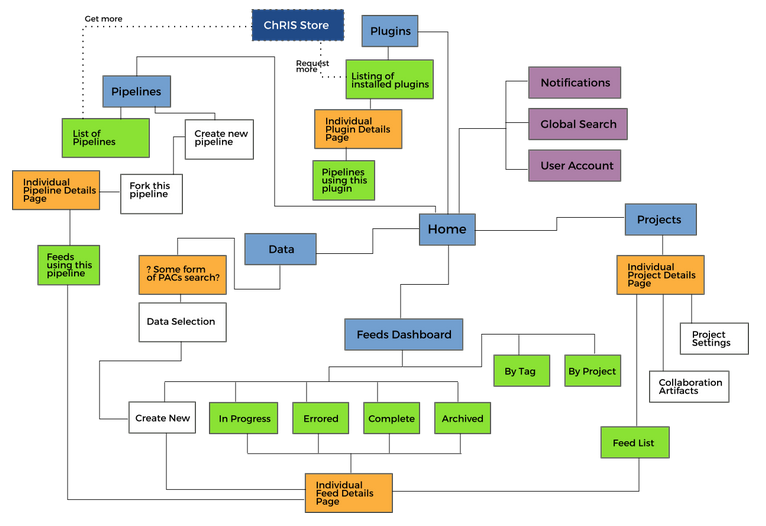 Get more
ChRIS Store
Plugins
Request
more
Listing of
installed plugins
Notifications
Pipelines
Individual
Plugin Details
Page
Global Search
List of
Pipelines
Create new
pipeline
User Account
Pipelines
using this
plugin
Individual
Pipeline Details
Page
Fork this
pipeline
Home
Projects
Data
Feeds
using this
pipeline
? Some form
of PACs search?
Individual
Project Details
Page
Data Selection
Feeds Dashboard
Project
Settings
By Tag
By Project
Collaboration
Artifacts
Create New
In Progress
Errored
Complete
Archived
Feed List
Individual
Feed Details
Page